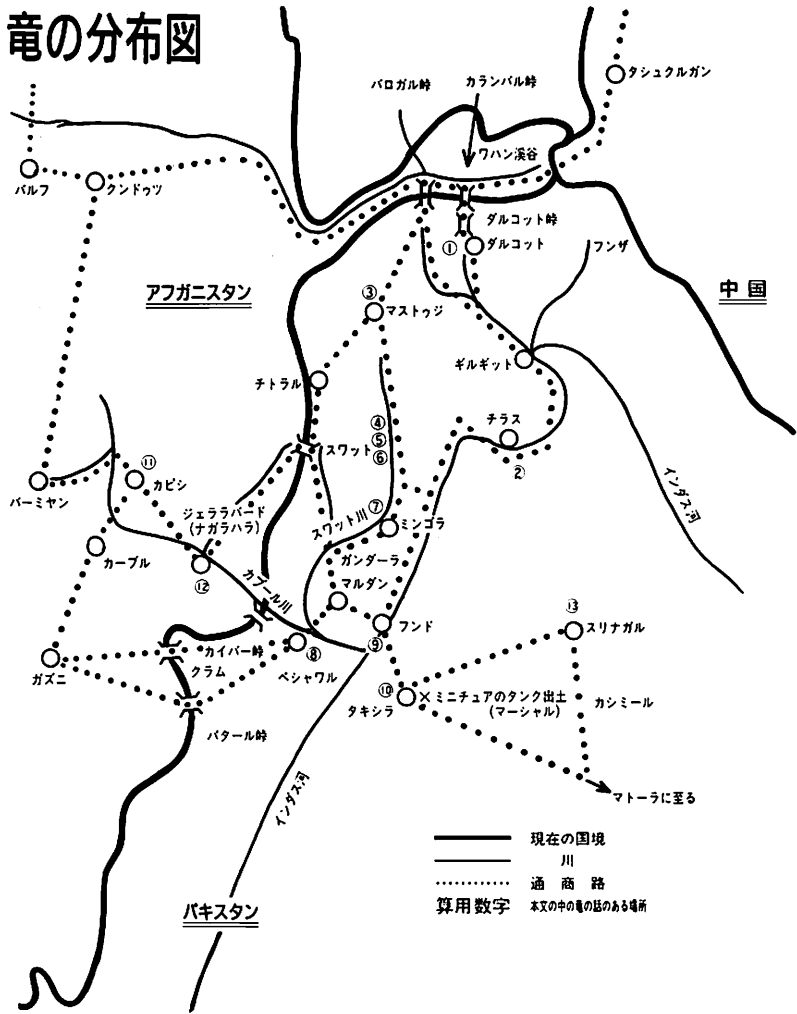 竜の分布図
タシュクルガン
バロガル峠
カランバル峠
ワハン渓谷
バルフ
クンドゥツ
ダルコット峠
① ダルコット
フンザ
アフガニスタン
中国
③
マストゥジ
ギルギット
チトラル
チラス
④
⑤
⑥
スワット
②
⑪
カピシ
バーミヤン
インダス河
ジェララバード
(ナガラハラ)
スワット川
⑦
ミンゴラ
カーブル
ガンダーラ
⑫
カブール川
マルダン
⑬
スリナガル
フンド
カイバー峠
⑧
⑨
ガズニ
クラム
ペシャワル
⑩
タキシラ
×ミニチュアのタンク出土
(マーシャル)
カシミール
パタール峠
インダス河
マトーラに至る
現在の国境
川
通商路
パキスタン
算用数字 本文の中の竜の話のある場所